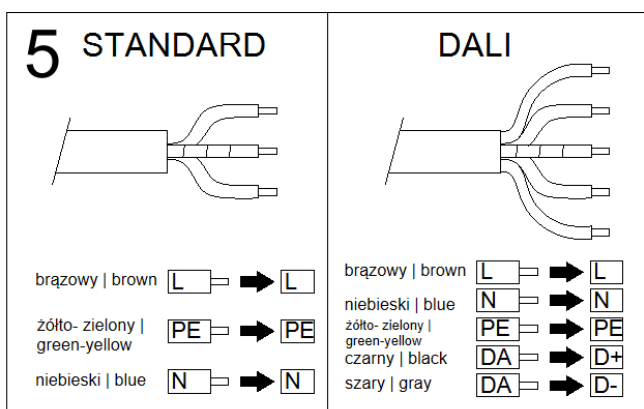 5 STANDARD
brązowy | brown L L
żółto- zielony |
green-yellow PE PE
niebieski | blue N N
DALI
brązowy | brown L L
niebieski | blue N N
żółto- zielony |
green-yellow PE PE
czarny | black DA D+
szary | gray DA D-